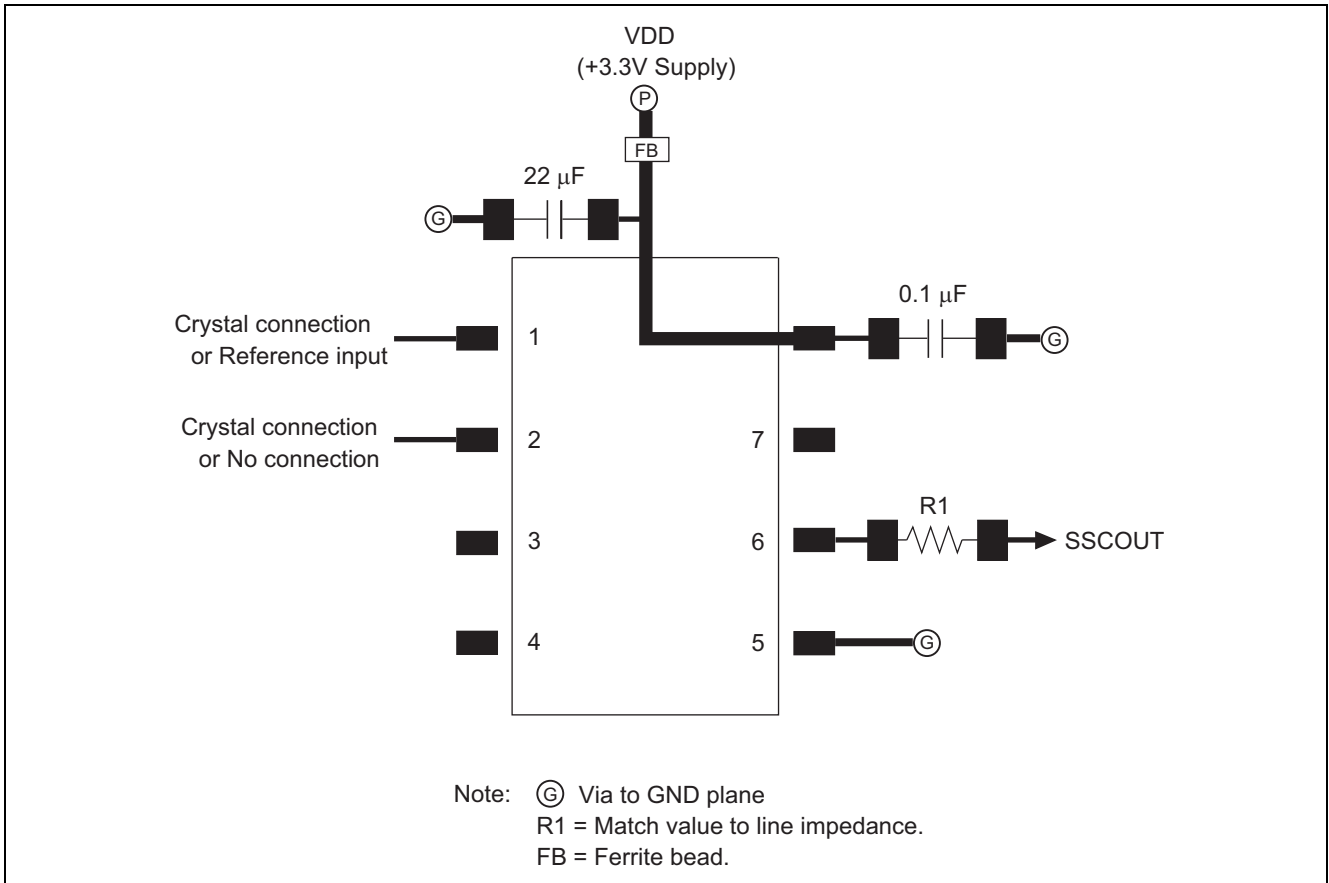 VDD
(+3.3V Supply)
P
FB
22 μF
G
0.1 μF
G
Crystal connection
or Reference input
1
Crystal connection
or No connection
2
7
3
6
R1
SSCOUT
4
5
G
Note: G Via to GND plane
R1 = Match value to line impedance.
FB = Ferrite bead.